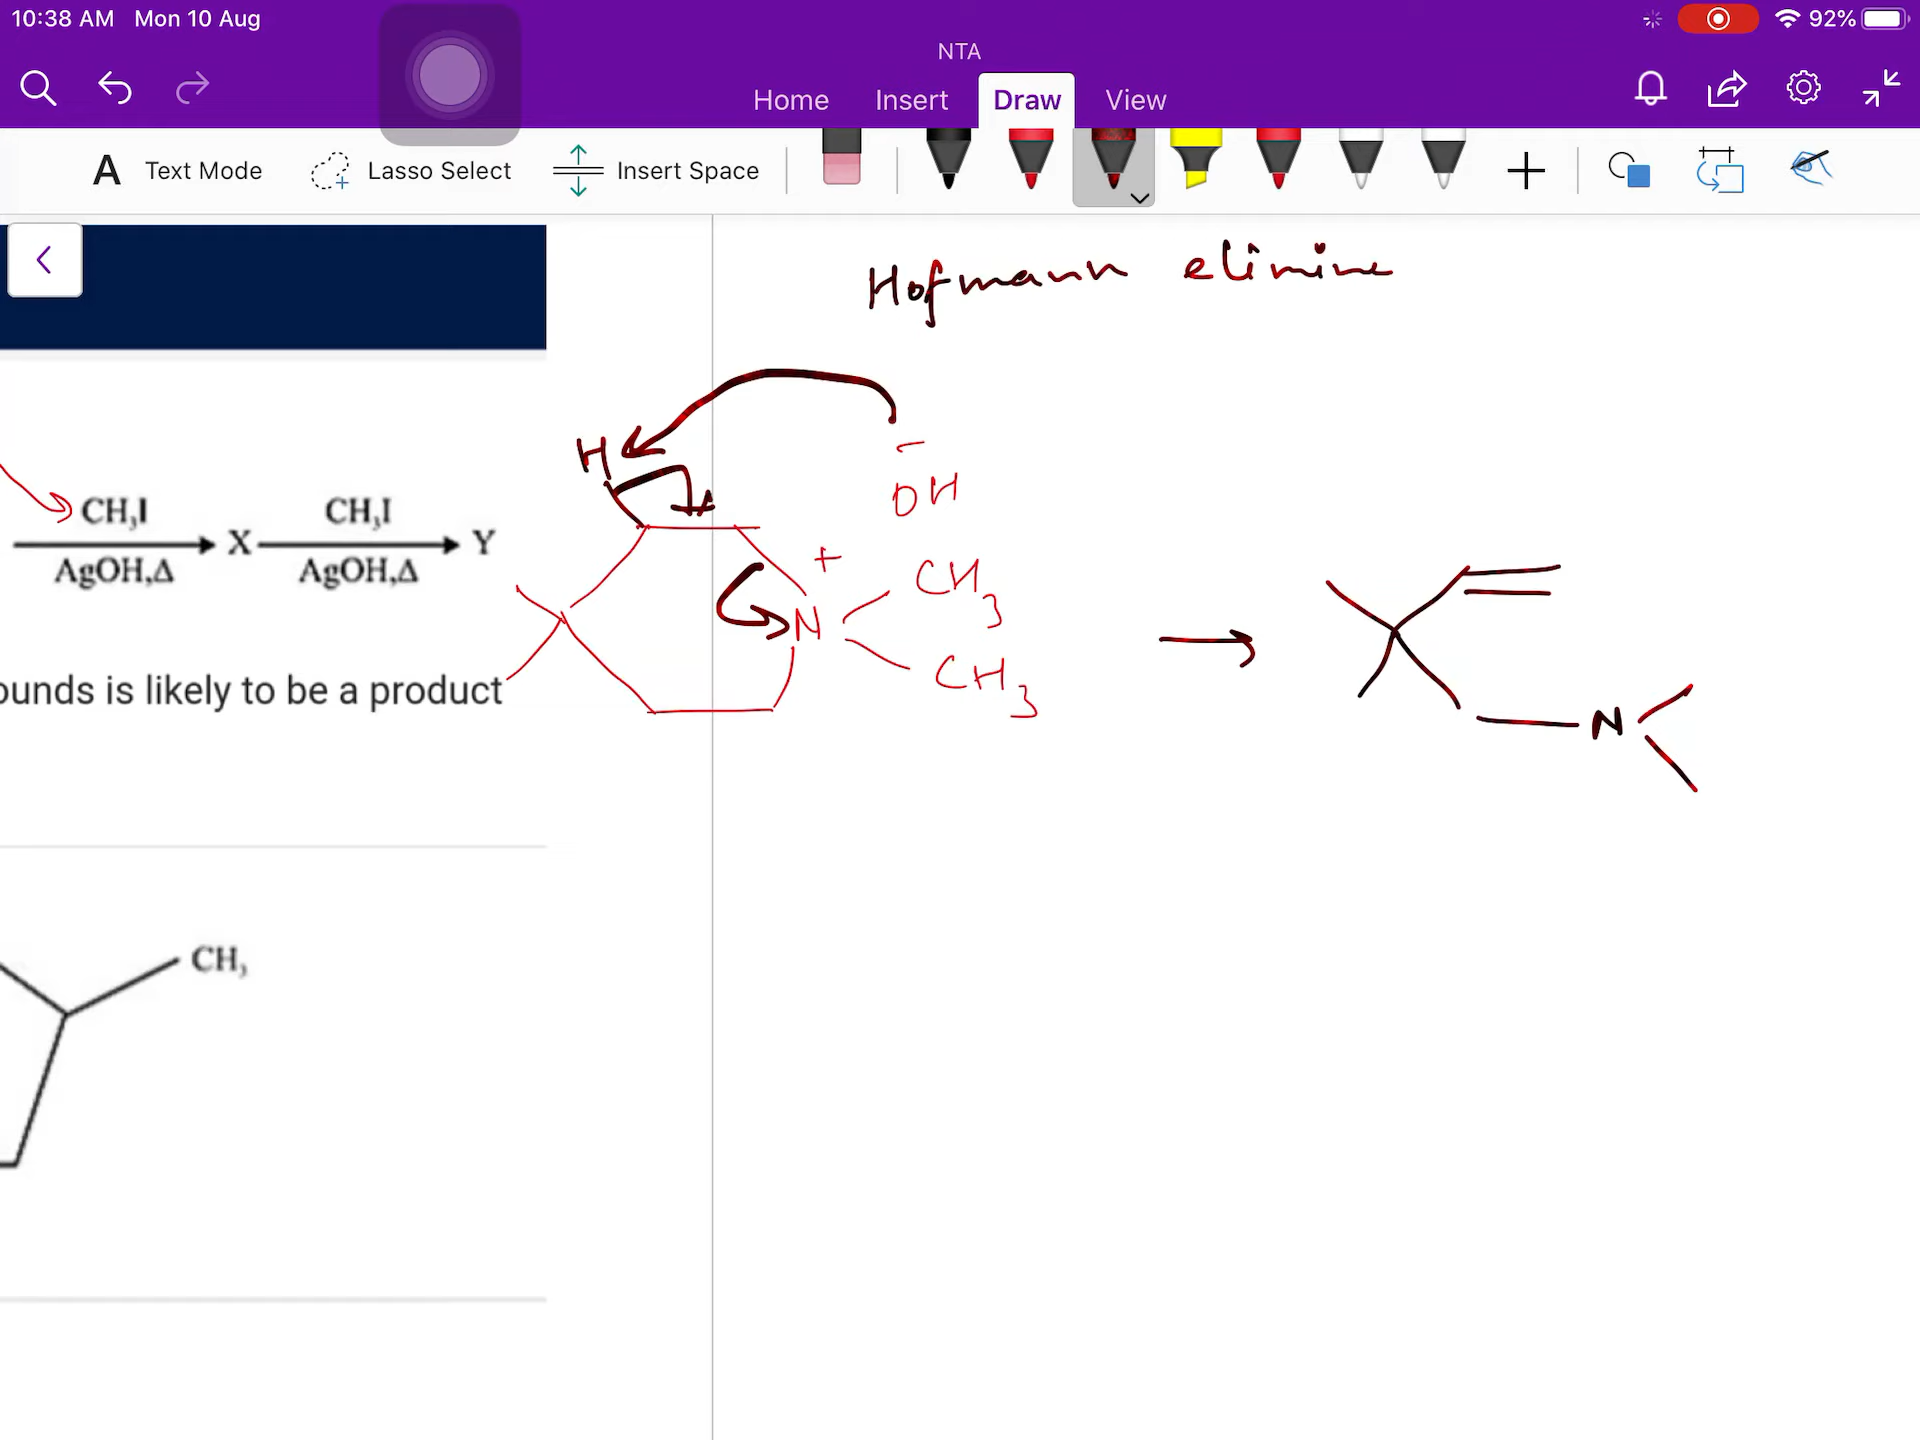 10:38 AM Mon 10 Aug
92%
NTA
Home Insert Draw View
A Text Mode Lasso Select Insert Space
Hofmann elimine
H
-
OH
CH₃I CH₃I
X Y
AgOH,Δ AgOH,Δ
+
CH₃
N
CH₃
ounds is likely to be a product
N
CH₃